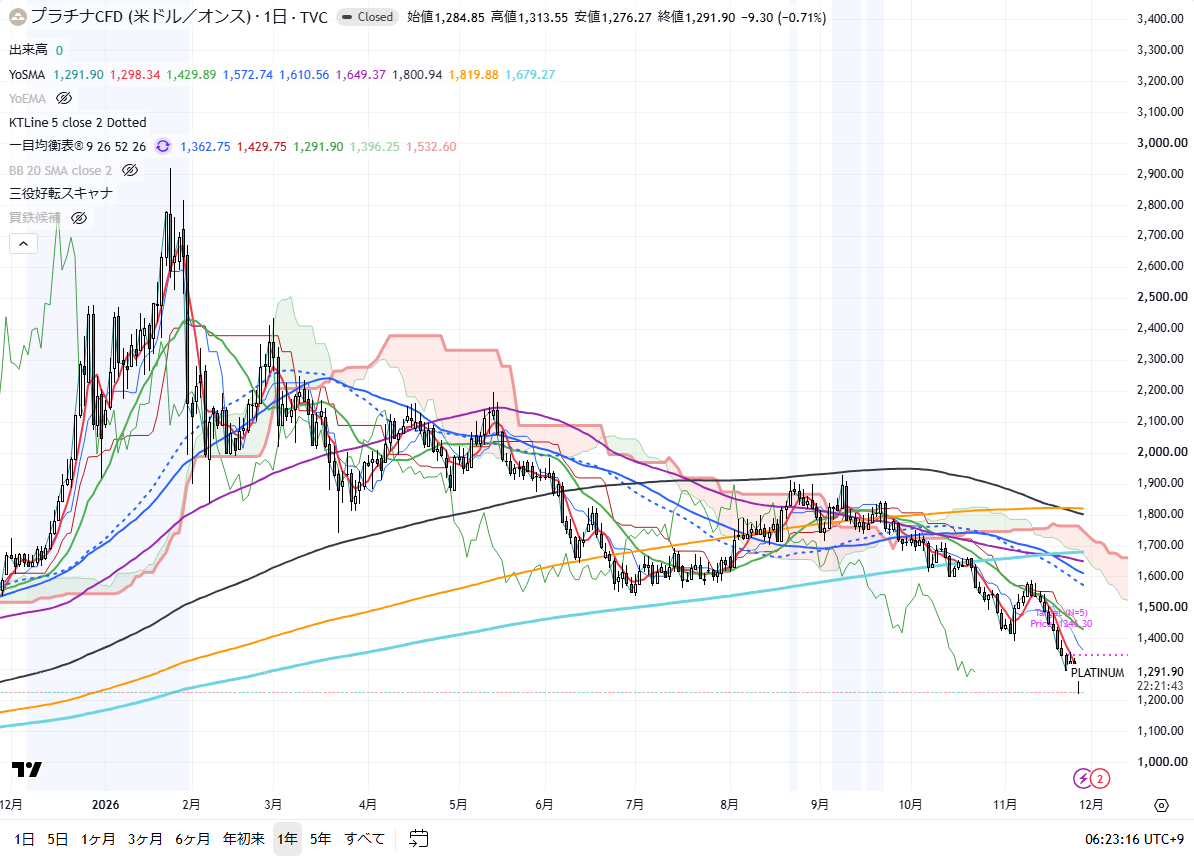 プラチナCFD (米ドル／オンス) · 1日 · TVC Closed 始値1,284.85 高値1,313.55 安値1,276.27 終値1,291.90 −9.30 (−0.71%)
出来高 0
YoSMA 1,291.90 1,298.34 1,429.89 1,572.74 1,610.56 1,649.37 1,800.94 1,819.88 1,679.27
YoEMA
KTLine 5 close 2 Dotted
一目均衡表® 9 26 52 26 1,362.75 1,429.75 1,291.90 1,396.25 1,532.60
BB 20 SMA close 2
三役好転スキャナ
買鉄候補
3,400.00
3,300.00
3,200.00
3,100.00
3,000.00
2,900.00
2,800.00
2,700.00
2,600.00
2,500.00
2,400.00
2,300.00
2,200.00
2,100.00
2,000.00
1,900.00
1,800.00
1,700.00
1,600.00
1,500.00
1,400.00
(N=5)
PLATINUM 1,291.90
22:21:43
1,200.00
1,100.00
1,000.00
2
12月 2026 2月 3月 4月 5月 6月 7月 8月 9月 10月 11月 12月
1日 5日 1ヶ月 3ヶ月 6ヶ月 年初来 1年 5年 すべて 06:23:16 UTC+9